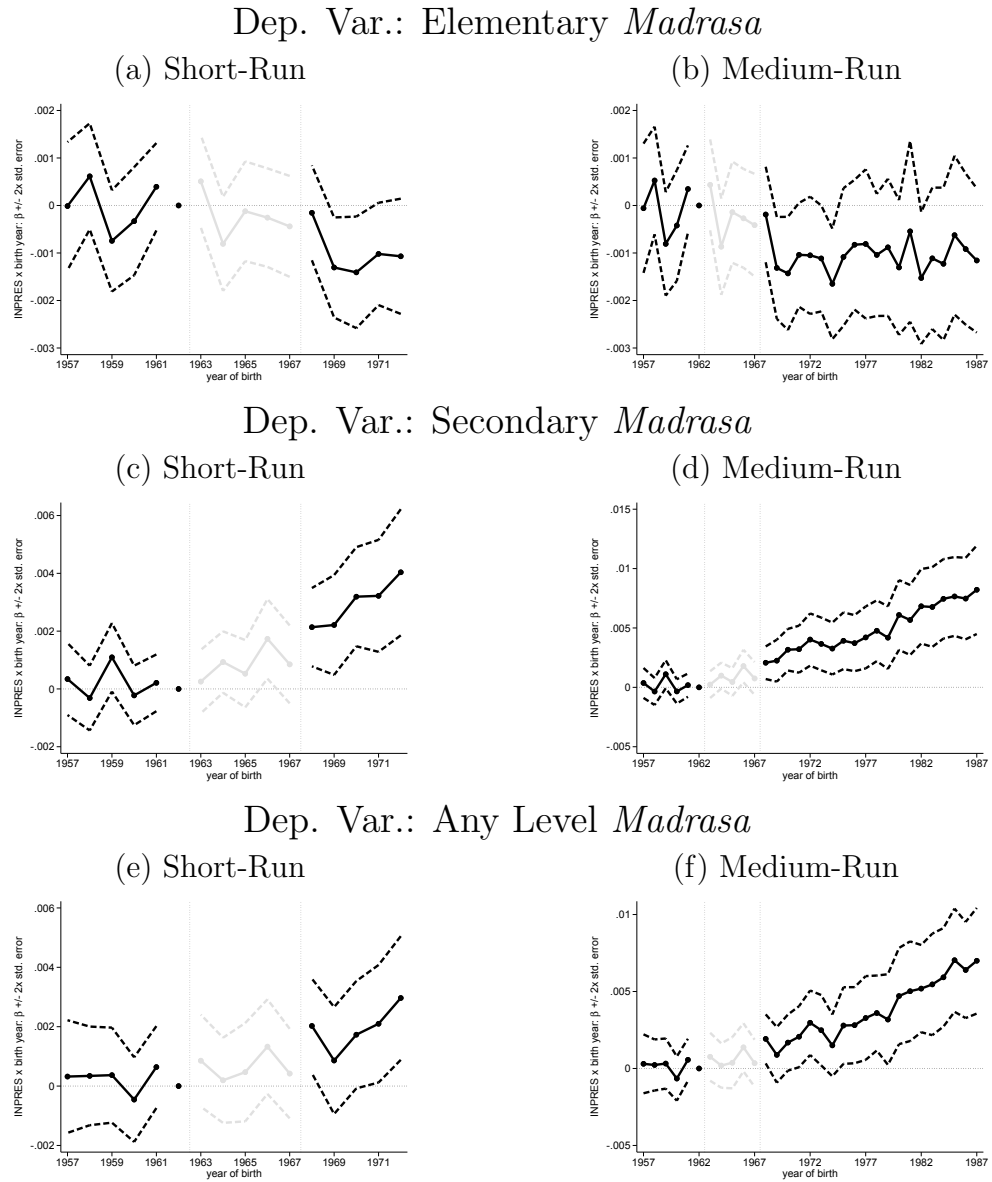 Dep. Var.: Elementary Madrasa
(a) Short-Run
INPRES x birth year: β +/- 2x std. error
.002
.001
0
-.001
-.002
-.003
1957 1959 1961 1963 1965 1967 1969 1971
year of birth
(b) Medium-Run
INPRES x birth year: β +/- 2x std. error
.002
.001
0
-.001
-.002
-.003
1957 1962 1967 1972 1977 1982 1987
year of birth
Dep. Var.: Secondary Madrasa
(c) Short-Run
INPRES x birth year: β +/- 2x std. error
.006
.004
.002
0
-.002
1957 1959 1961 1963 1965 1967 1969 1971
year of birth
(d) Medium-Run
INPRES x birth year: β +/- 2x std. error
.015
.01
.005
0
-.005
1957 1962 1967 1972 1977 1982 1987
year of birth
Dep. Var.: Any Level Madrasa
(e) Short-Run
INPRES x birth year: β +/- 2x std. error
.006
.004
.002
0
-.002
1957 1959 1961 1963 1965 1967 1969 1971
year of birth
(f) Medium-Run
INPRES x birth year: β +/- 2x std. error
.01
.005
0
-.005
1957 1962 1967 1972 1977 1982 1987
year of birth